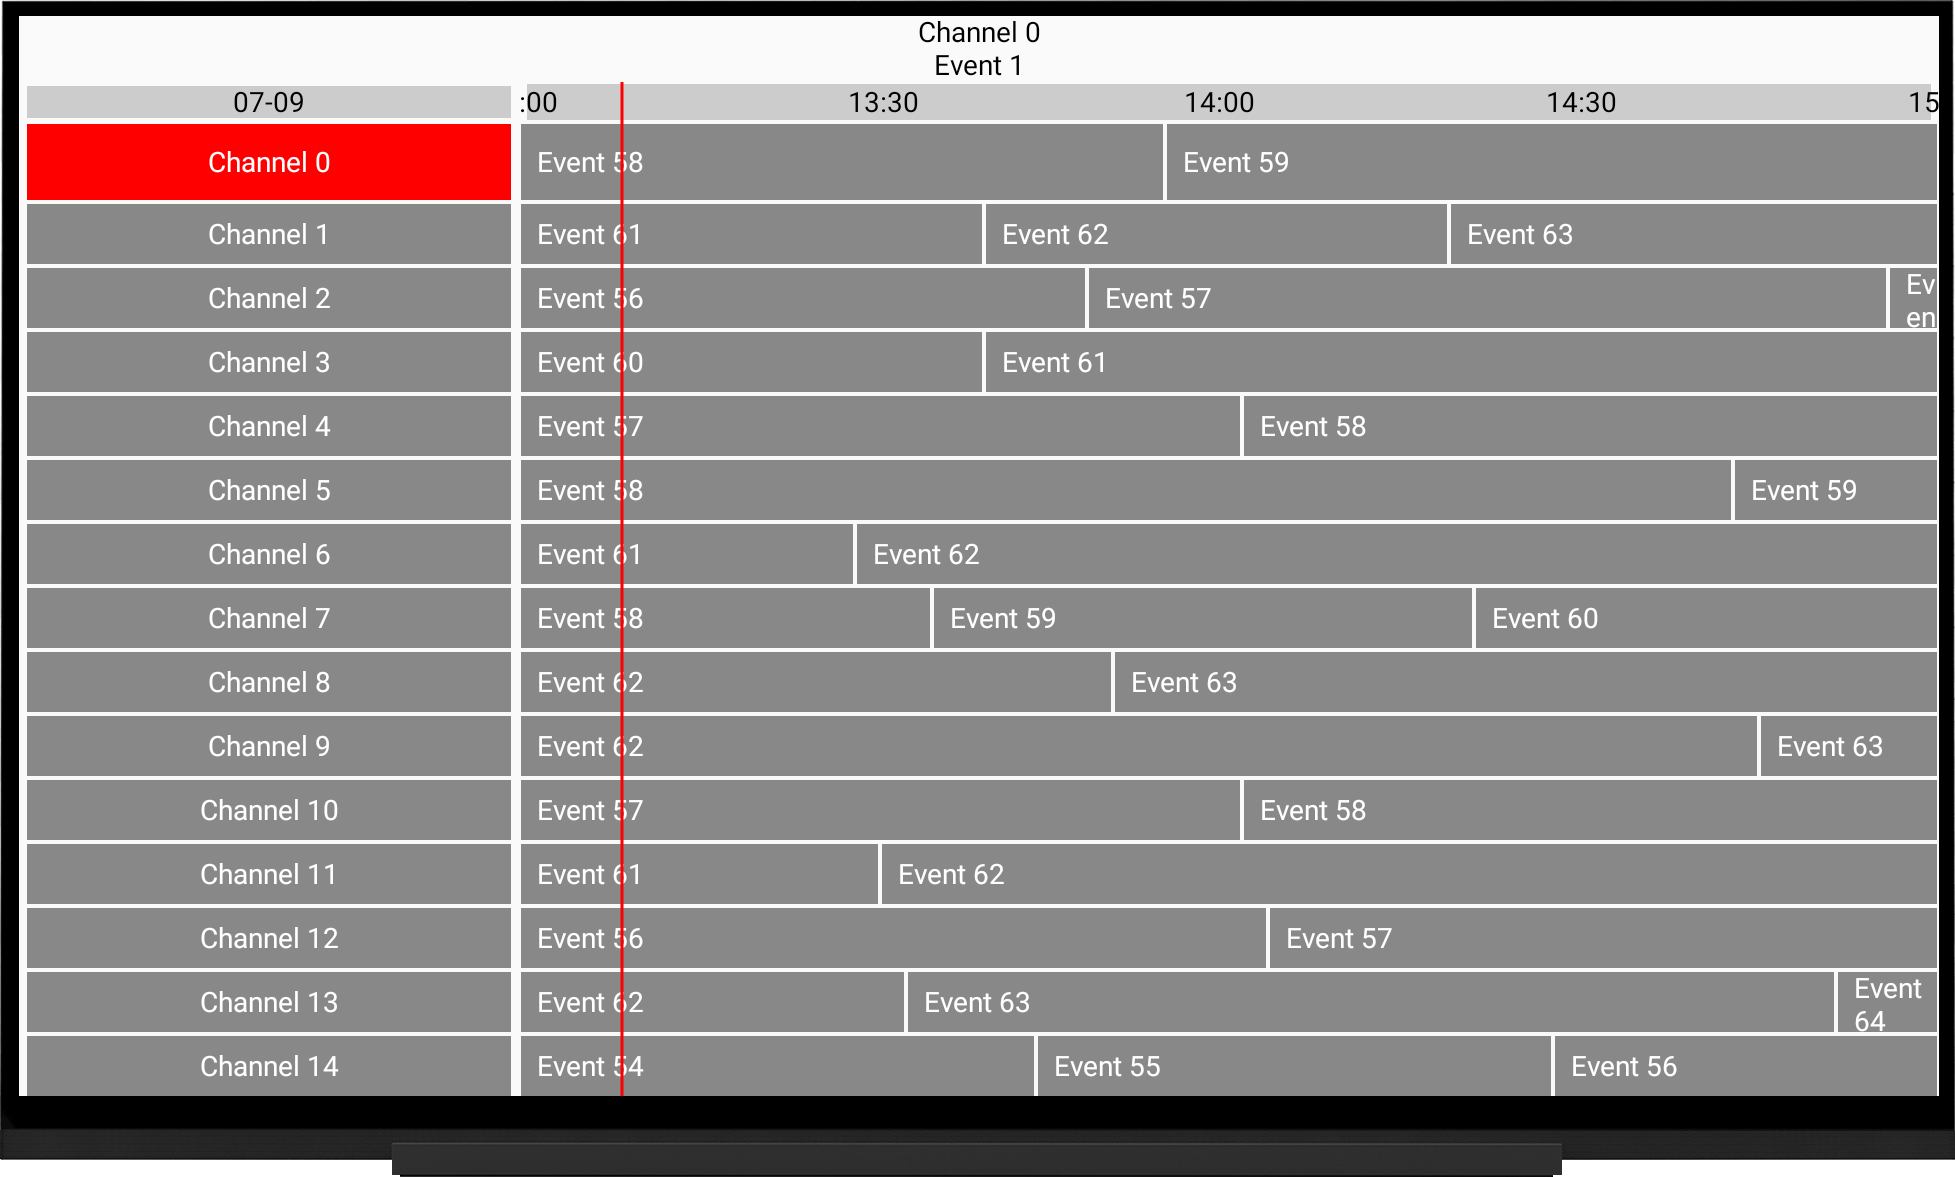 Channel 0
Event 1
07-09 :00 13:30 14:00 14:30 15
Channel 0 Event 58 Event 59
Channel 1 Event 61 Event 62 Event 63
Channel 2 Event 56 Event 57 Ev
en
Channel 3 Event 60 Event 61
Channel 4 Event 57 Event 58
Channel 5 Event 58 Event 59
Channel 6 Event 61 Event 62
Channel 7 Event 58 Event 59 Event 60
Channel 8 Event 62 Event 63
Channel 9 Event 62 Event 63
Channel 10 Event 57 Event 58
Channel 11 Event 61 Event 62
Channel 12 Event 56 Event 57
Channel 13 Event 62 Event 63 Event
64
Channel 14 Event 54 Event 55 Event 56